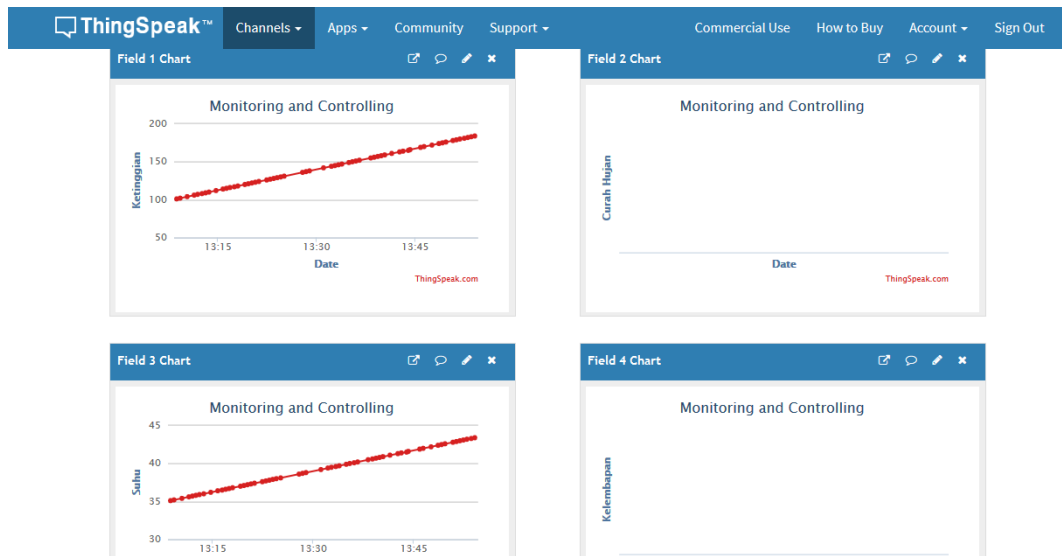 ThingSpeak™ Channels Apps Community Support Commercial Use How to Buy Account Sign Out
Field 1 Chart
Monitoring and Controlling
200
150
100
50
Ketinggian
13:15 13:30 13:45
Date
ThingSpeak.com
Field 2 Chart
Monitoring and Controlling
Curah Hujan
Date
ThingSpeak.com
Field 3 Chart
Monitoring and Controlling
45
40
35
30
Suhu
13:15 13:30 13:45
Field 4 Chart
Monitoring and Controlling
Kelembapan